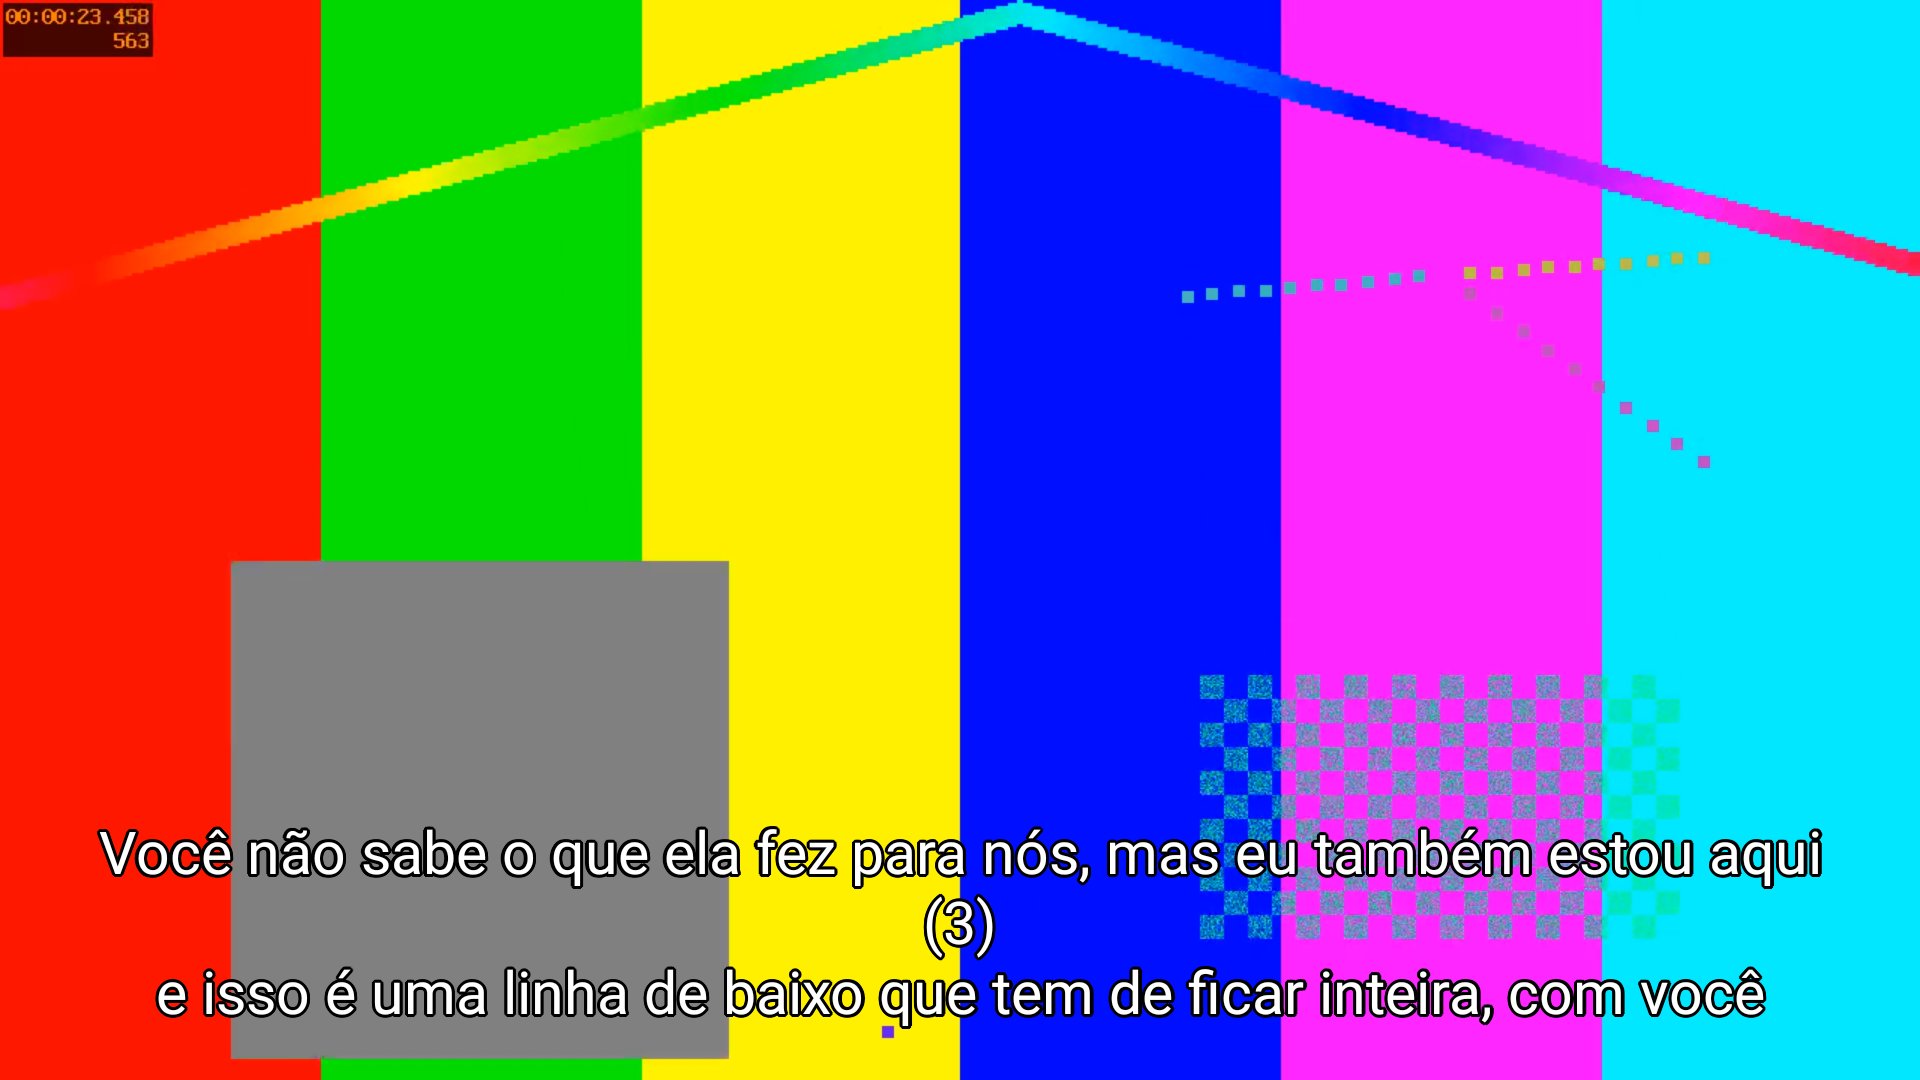 00:00:23.458
563
Você não sabe o que ela fez para nós, mas eu também estou aqui
(3)
e isso é uma linha de baixo que tem de ficar inteira, com você